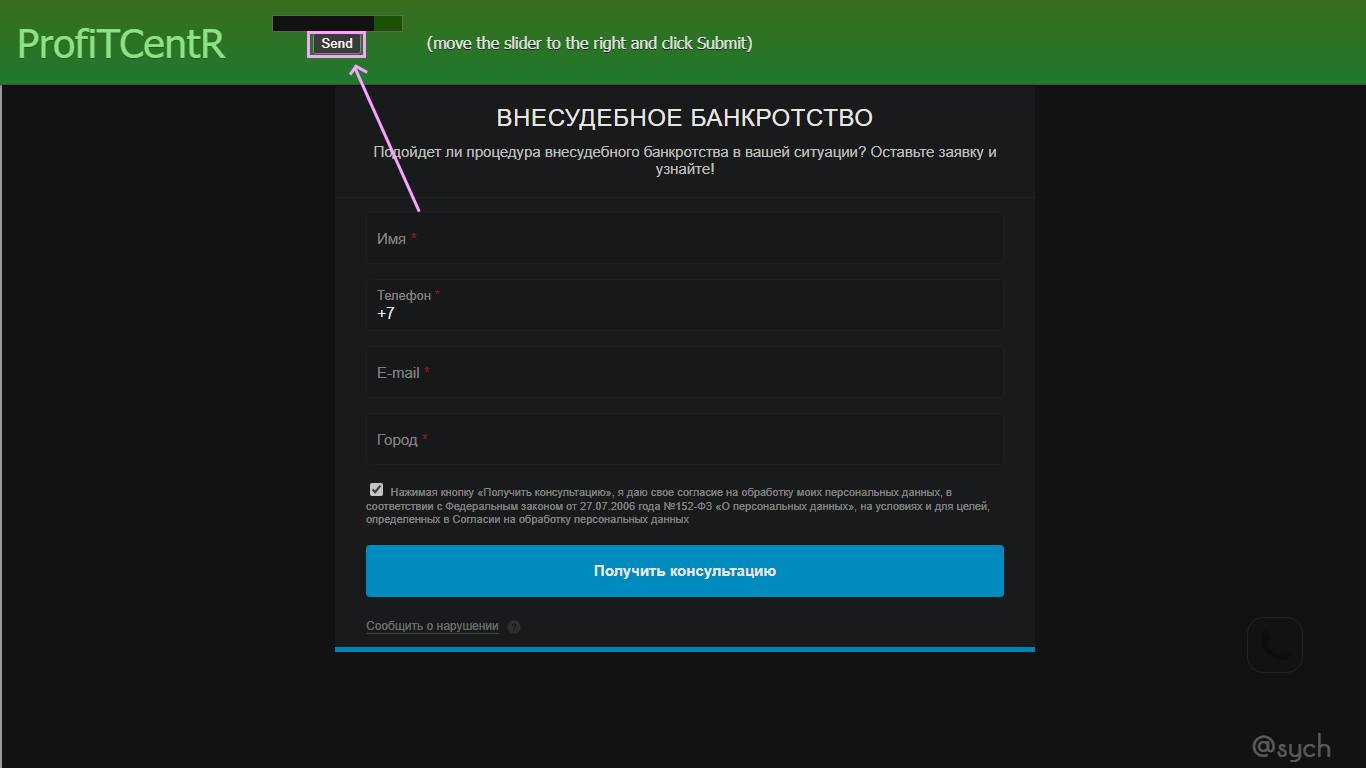 ProfiTCentR
Send
(move the slider to the right and click Submit)
ВНЕСУДЕБНОЕ БАНКРОТСТВО
Подойдет ли процедура внесудебного банкротства в вашей ситуации? Оставьте заявку и
узнайте!
Имя *
Телефон *
+7
E-mail *
Город *
Нажимая кнопку «Получить консультацию», я даю свое согласие на обработку моих персональных данных, в
соответствии с Федеральным законом от 27.07.2006 года №152-ФЗ «О персональных данных», на условиях и для целей,
определенных в Согласии на обработку персональных данных
Получить консультацию
Сообщить о нарушении ?
@sych